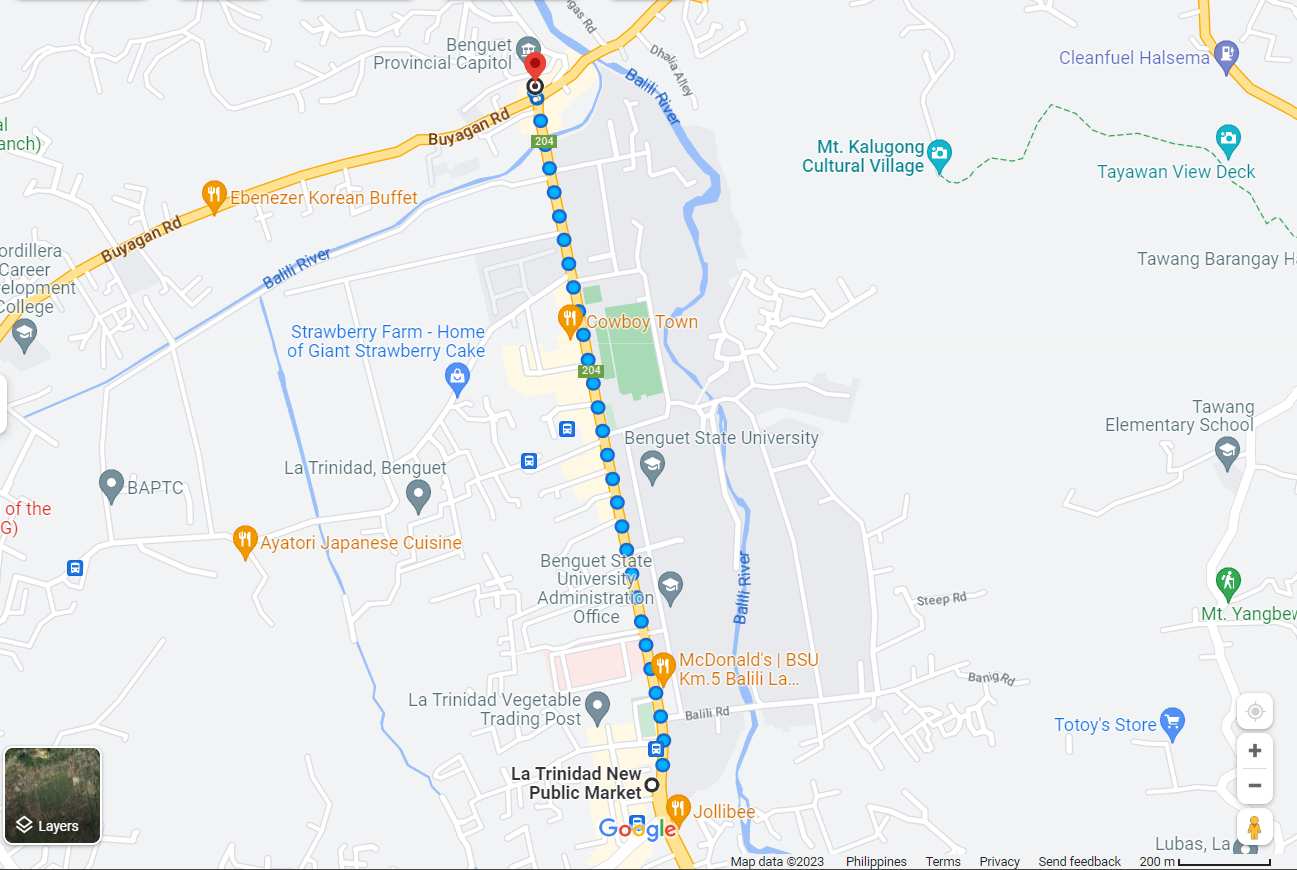 gas Rd
Benguet
Provincial Capitol
Dhalia Alley
Cleanfuel Halsema
Balili River
Buyagan Rd
al
anch)
204
Mt. Kalugong
Cultural Village
Tayawan View Deck
Ebenezer Korean Buffet
Buyagan Rd
ordillera
Career
elopment
College
Balili River
Tawang Barangay Ha
Strawberry Farm - Home
of Giant Strawberry Cake
Cowboy Town
204
Tawang
Elementary School
Benguet State University
La Trinidad, Benguet
BAPTC
of the
G)
Ayatori Japanese Cuisine
Benguet State
University
Administration
Office
Balili River
Steep Rd
Mt. Yangbew
McDonald's | BSU
Km.5 Balili La...
Banig Rd
La Trinidad Vegetable
Trading Post
Balili Rd
Totoy's Store
La Trinidad New
Public Market
Jollibee
Layers
Google
Lubas, La
Map data ©2023 Philippines Terms Privacy Send feedback 200 m